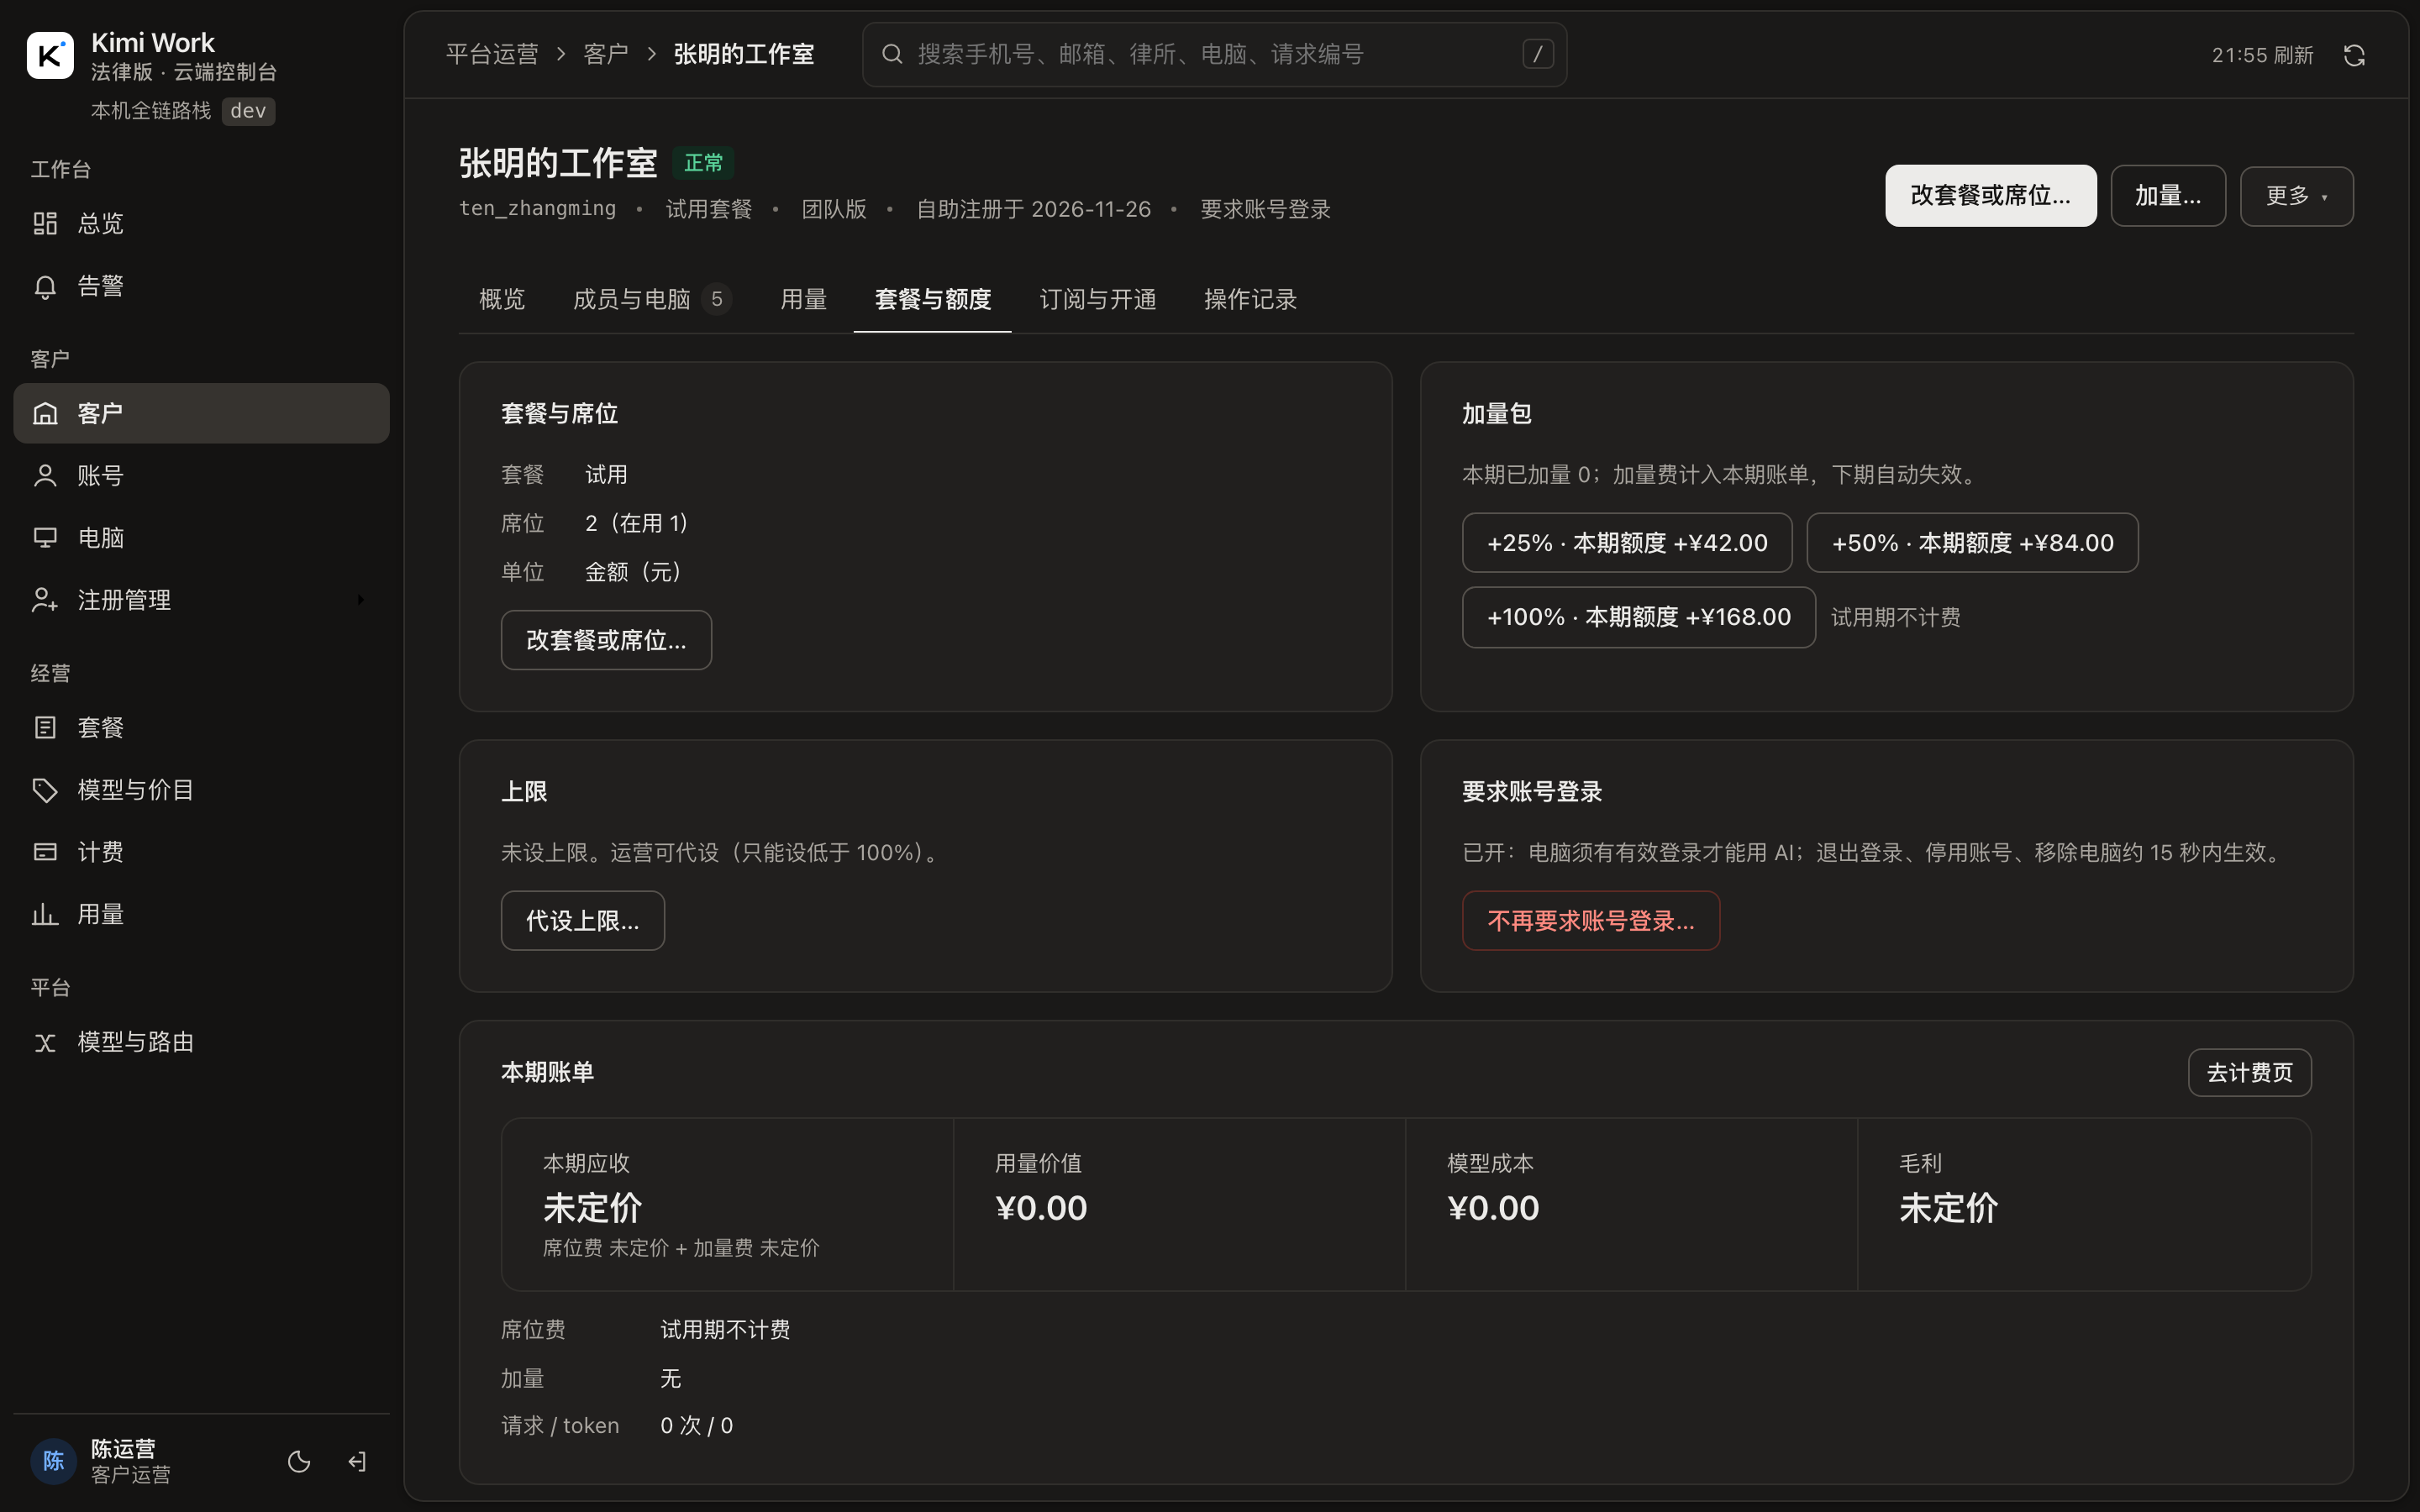 Kimi Work
法律版 · 云端控制台
本机全链路栈 dev
工作台
总览
告警
客户
客户
账号
电脑
注册管理
经营
套餐
模型与价目
计费
用量
平台
模型与路由
陈 陈运营
客户运营
平台运营 > 客户 > 张明的工作室
搜索手机号、邮箱、律所、电脑、请求编号 /
21:55 刷新
张明的工作室 正常
ten_zhangming • 试用套餐 • 团队版 • 自助注册于 2026-11-26 • 要求账号登录
改套餐或席位... 加量... 更多
概览 成员与电脑 5 用量 套餐与额度 订阅与开通 操作记录
套餐与席位
套餐 试用
席位 2（在用 1）
单位 金额（元）
改套餐或席位...
加量包
本期已加量 0；加量费计入本期账单，下期自动失效。
+25% · 本期额度 +¥42.00 +50% · 本期额度 +¥84.00
+100% · 本期额度 +¥168.00 试用期不计费
上限
未设上限。运营可代设（只能设低于 100%）。
代设上限...
要求账号登录
已开：电脑须有有效登录才能用 AI；退出登录、停用账号、移除电脑约 15 秒内生效。
不再要求账号登录...
本期账单 去计费页
本期应收
未定价
席位费 未定价 + 加量费 未定价
用量价值
¥0.00
模型成本
¥0.00
毛利
未定价
席位费 试用期不计费
加量 无
请求 / token 0 次 / 0